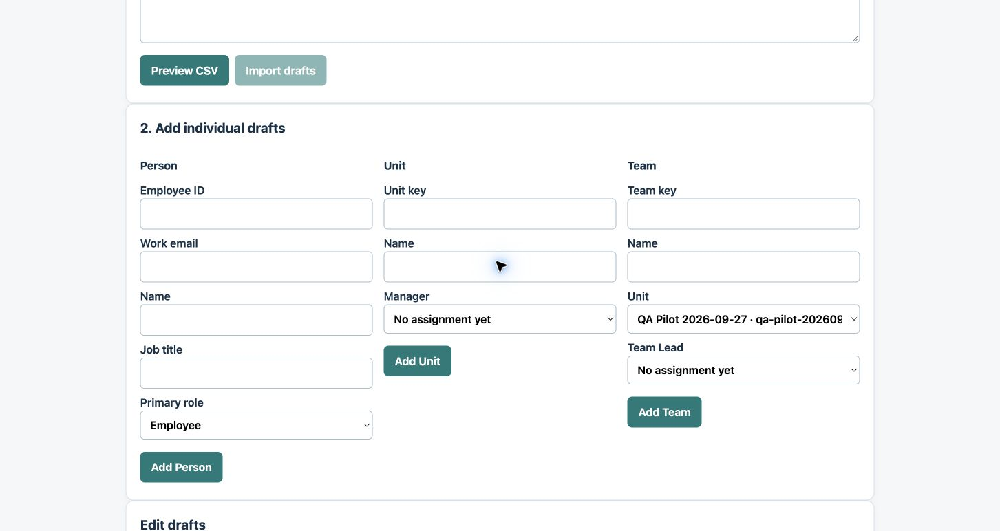 Preview CSV
Import drafts
2. Add individual drafts
Person
Employee ID
Work email
Name
Job title
Primary role
Employee
Add Person
Unit
Unit key
Name
Manager
No assignment yet
Add Unit
Team
Team key
Name
Unit
QA Pilot 2026-09-27 · qa-pilot-202609
Team Lead
No assignment yet
Add Team
Edit drafts